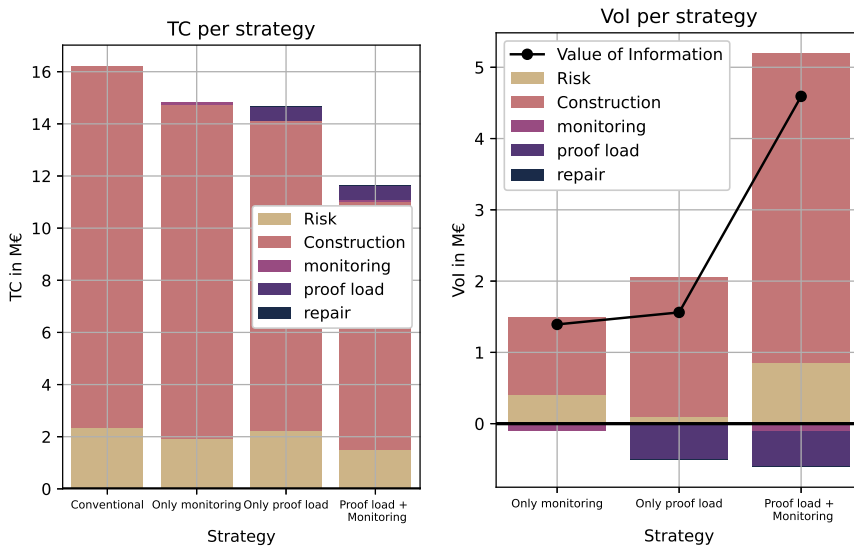 TC per strategy
16
14
12
10
8
6
4
2
0
TC in M€
Risk
Construction
monitoring
proof load
repair
Conventional
Only monitoring
Only proof load
Proof load +
Monitoring
Strategy
VoI per strategy
5
4
3
2
1
0
VoI in M€
Value of Information
Risk
Construction
monitoring
proof load
repair
Only monitoring
Only proof load
Proof load +
Monitoring
Strategy